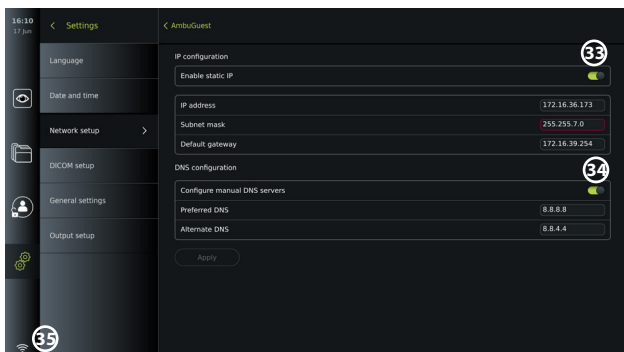 16:10
17 Jun
Settings
AmbuGuest
Language
Date and time
Network setup
DICOM setup
General settings
Output setup
IP configuration
33
Enable static IP
IP address 172.16.36.173
Subnet mask 255.255.7.0
Default gateway 172.16.39.254
DNS configuration
34
Configure manual DNS servers
Preferred DNS 8.8.8.8
Alternate DNS 8.8.4.4
Apply
35